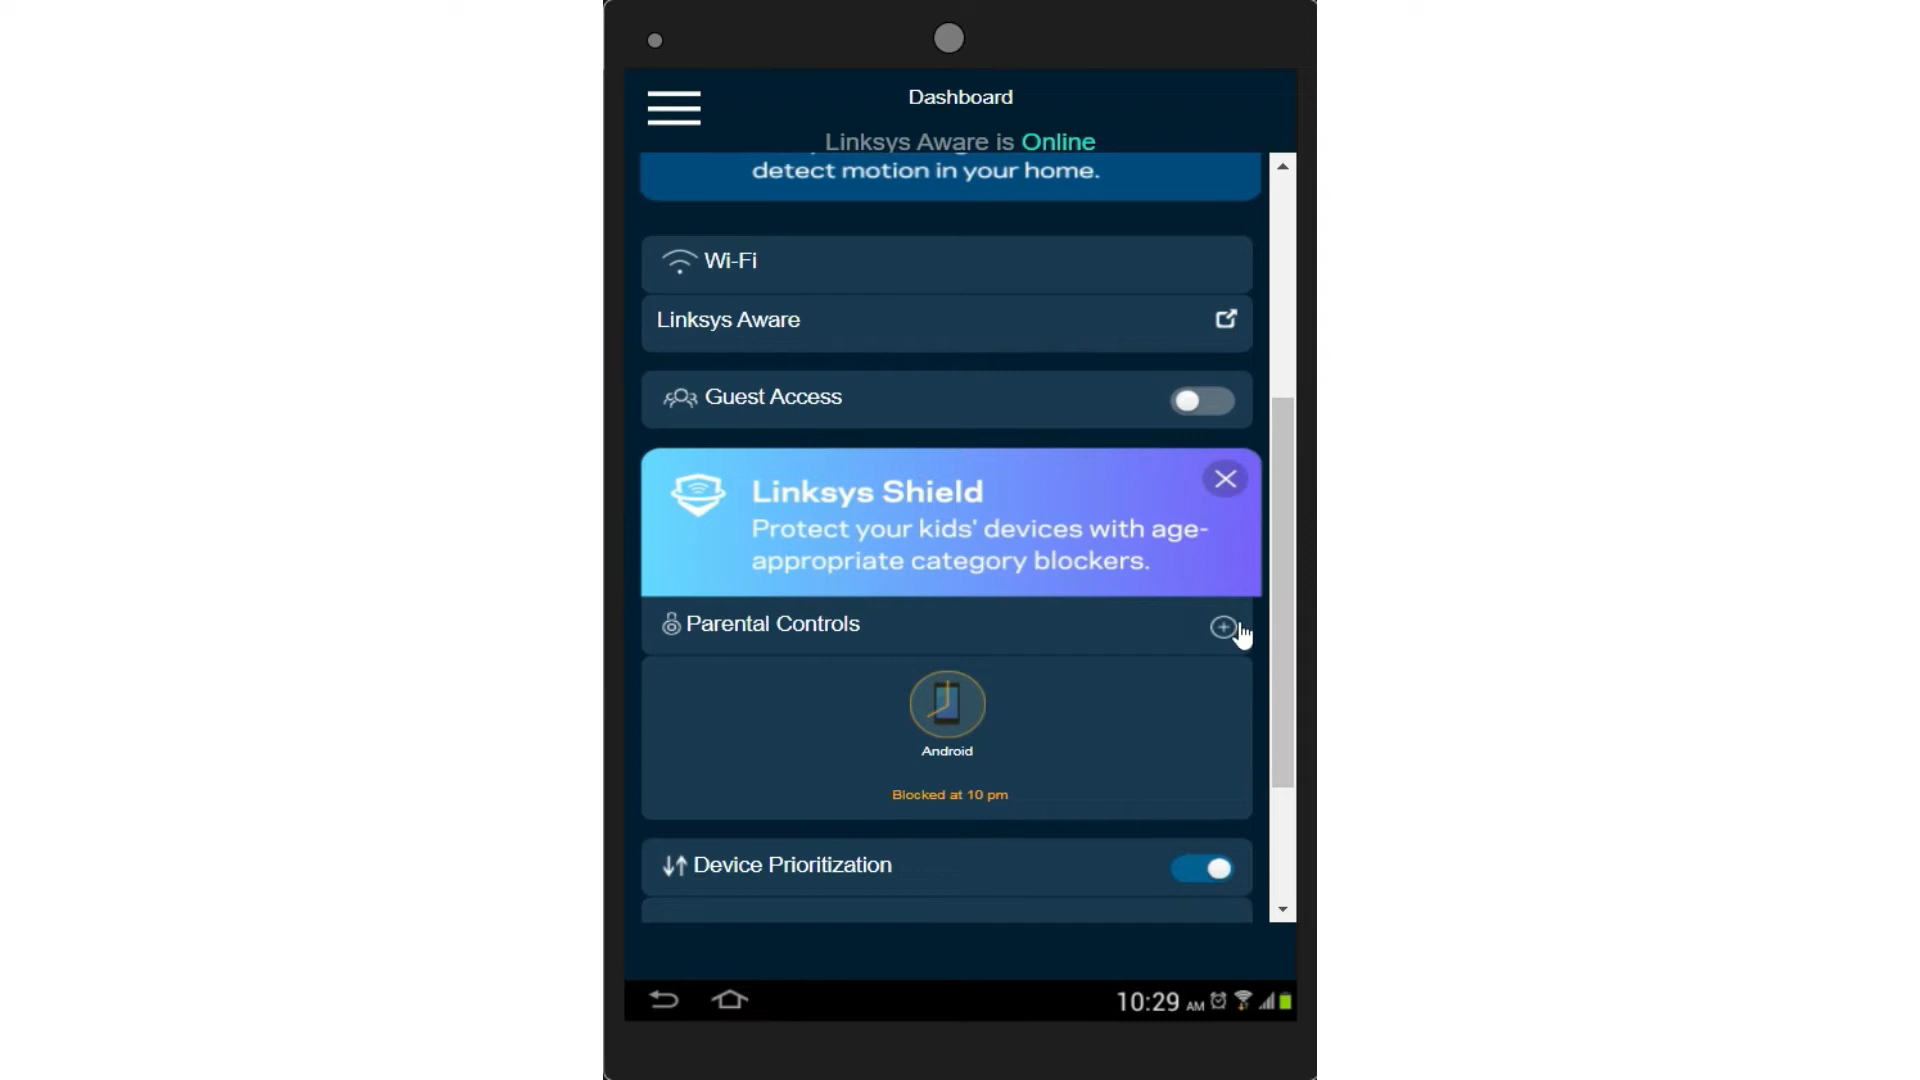 Dashboard
Linksys Aware is Online
detect motion in your home.
Wi-Fi
Linksys Aware
Guest Access
Linksys Shield
Protect your kids' devices with age-
appropriate category blockers.
Parental Controls
Android
Blocked at 10 pm
Device Prioritization
10:29 AM